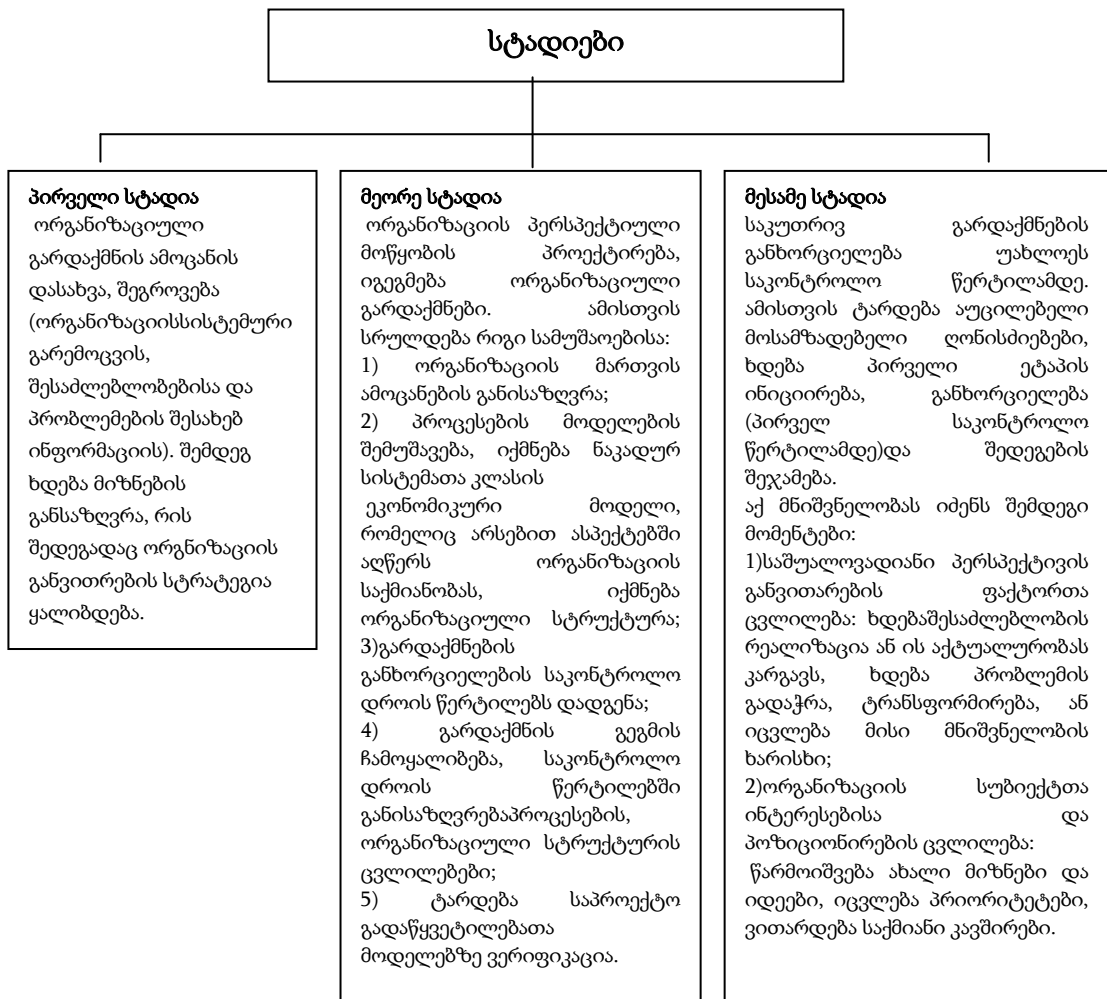 სტადიები
პირველი სტადია
ორგანიზაციული
გარდაქმნის ამოცანის
დასახვა, შეგროვება
(ორგანიზაციისსისტემური
გარემოცვის,
შესაძლებლობებისა და
პრობლემების შესახებ
ინფორმაციის). შემდეგ
ხდება მიზნების
განსაზღვრა, რის
შედეგადაც ორგნიზაციის
განვითრების სტრატეგია
ყალიბდება.
მეორე სტადია
ორგანიზაციის პერსპექტიული
მოწყობის პროექტირება,
იგეგმება ორგანიზაციული
გარდაქმნები. ამისთვის
სრულდება რიგი სამუშაოებისა:
1) ორგანიზაციის მართვის
ამოცანების განისაზღვრა;
2) პროცესების მოდელების
შემუშავება, იქმნება ნაკადურ
სისტემათა კლასის
ეკონომიკური მოდელი,
რომელიც არსებით ასპექტებში
აღწერს ორგანიზაციის
საქმიანობას, იქმნება
ორგანიზაციული სტრუქტურა;
3)გარდაქმნების
განხორციელების საკონტროლო
დროის წერტილებს დადგენა;
4) გარდაქმნის გეგმის
ჩამოყალიბება, საკონტროლო
დროის წერტილებში
განისაზღვრებაპროცესების,
ორგანიზაციული სტრუქტურის
ცვლილებები;
5) ტარდება საპროექტო
გადაწყვეტილებათა
მოდელებზე ვერიფიკაცია.
მესამე სტადია
საკუთრივ გარდაქმნების
განხორციელება უახლოეს
საკონტროლო წერტილამდე.
ამისთვის ტარდება აუცილებელი
მოსამზადებელი ღონისძიებები,
ხდება პირველი ეტაპის
ინიციირება, განხორციელება
(პირველ საკონტროლო
წერტილამდე)და შედეგების
შეჯამება.
აქ მნიშვნელობას იძენს შემდეგი
მომენტები:
1)საშუალოვადიანი პერსპექტივის
განვითარების ფაქტორთა
ცვლილება: ხდებაშესაძლებლობის
რეალიზაცია ან ის აქტუალურობას
კარგავს, ხდება პრობლემის
გადაჭრა, ტრანსფორმირება, ან
იცვლება მისი მნიშვნელობის
ხარისხი;
2)ორგანიზაციის სუბიექტთა
ინტერესებისა და
პოზიციონირების ცვლილება:
წარმოიშვება ახალი მიზნები და
იდეები, იცვლება პრიორიტეტები,
ვითარდება საქმიანი კავშირები.